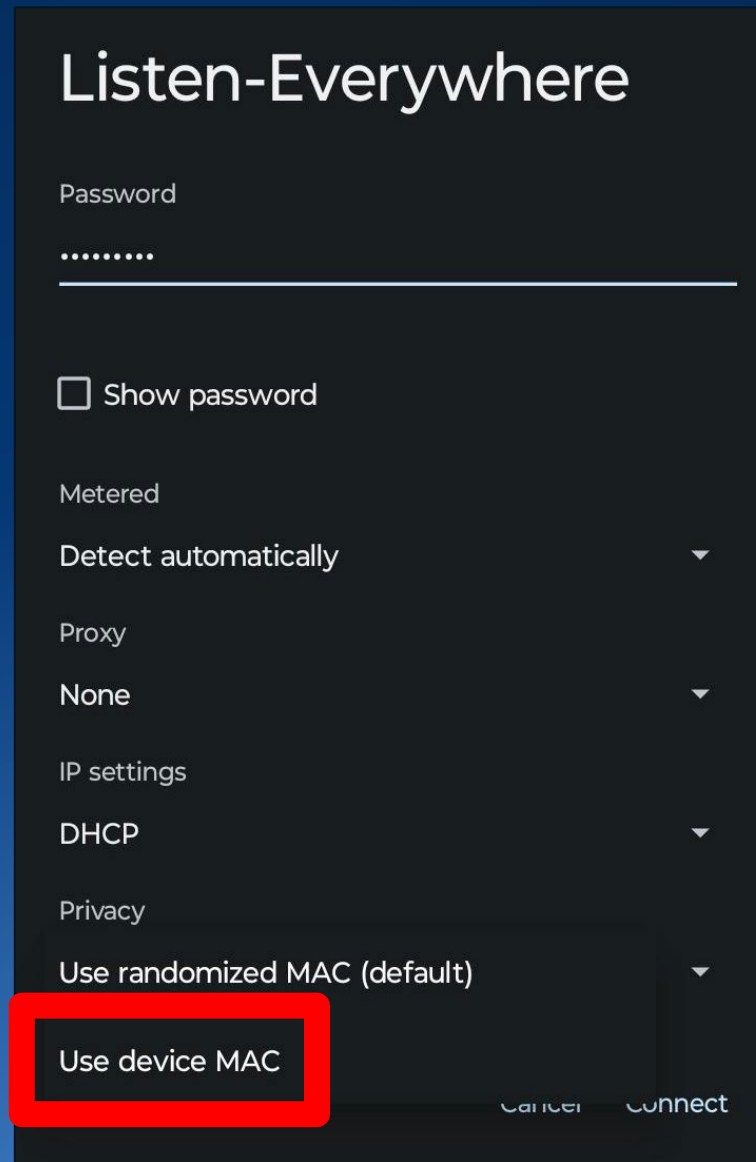 Listen-Everywhere
Password
•••••••••
Show password
Metered
Detect automatically
Proxy
None
IP settings
DHCP
Privacy
Use randomized MAC (default)
Use device MAC
Cancel Connect